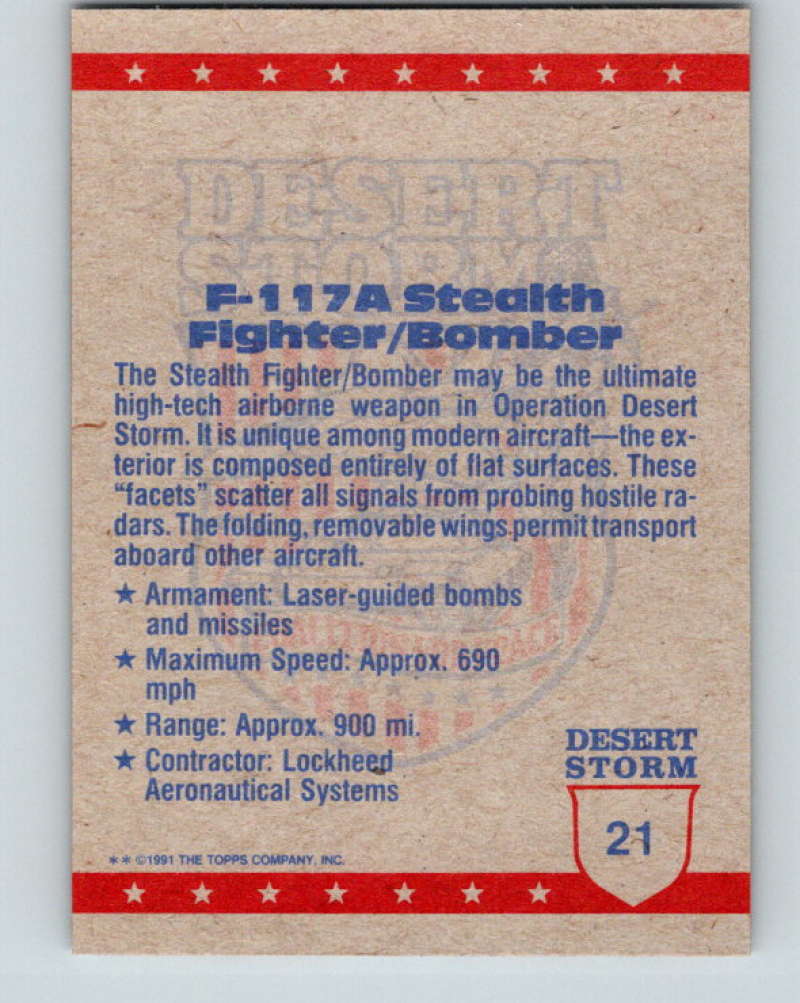 DESERT
STORM
F-117A Stealth
Fighter/Bomber
The Stealth Fighter/Bomber may be the ultimate
high-tech airborne weapon in Operation Desert
Storm. It is unique among modern aircraft—the ex-
terior is composed entirely of flat surfaces. These
“facets” scatter all signals from probing hostile ra-
dars. The folding, removable wings permit transport
aboard other aircraft.
★ Armament: Laser-guided bombs
and missiles
★ Maximum Speed: Approx. 690
mph
★ Range: Approx. 900 mi.
★ Contractor: Lockheed
Aeronautical Systems
DESERT
STORM
21
** ©1991 THE TOPPS COMPANY, INC.